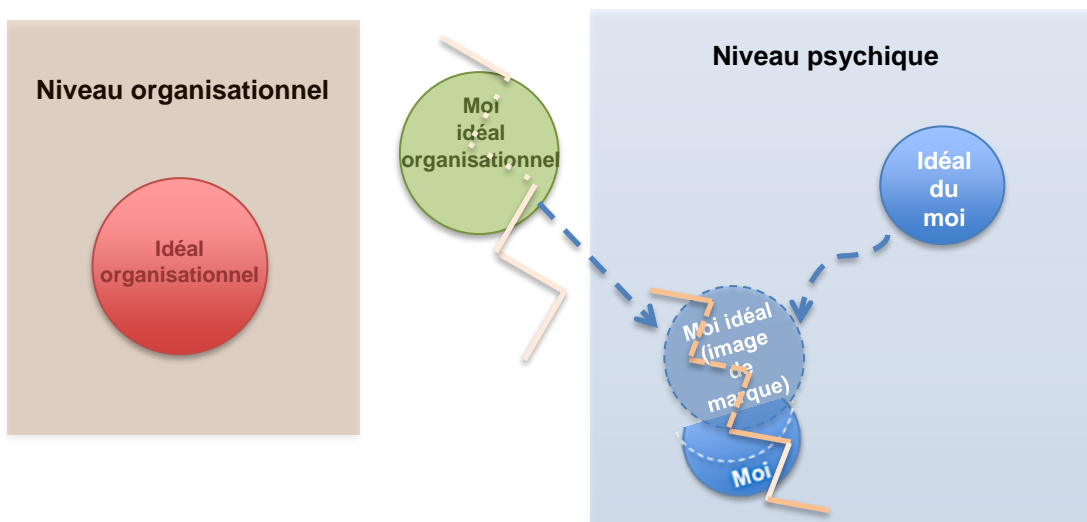 Niveau organisationnel
Idéal
organisationnel
Moi
idéal
organisationnel
Niveau psychique
Idéal
du
moi
Moi idéal
(image
de
marque)
Moi